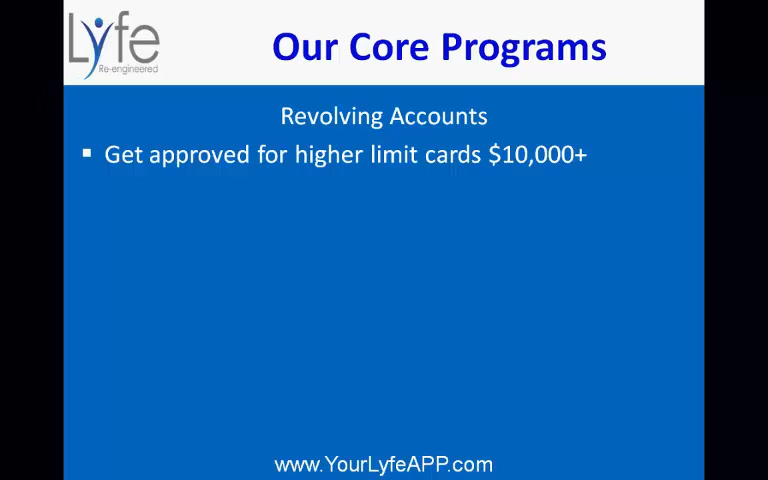 Lyfe
Re-engineered
Our Core Programs
Revolving Accounts
▪ Get approved for higher limit cards $10,000+
www.YourLyfeAPP.com